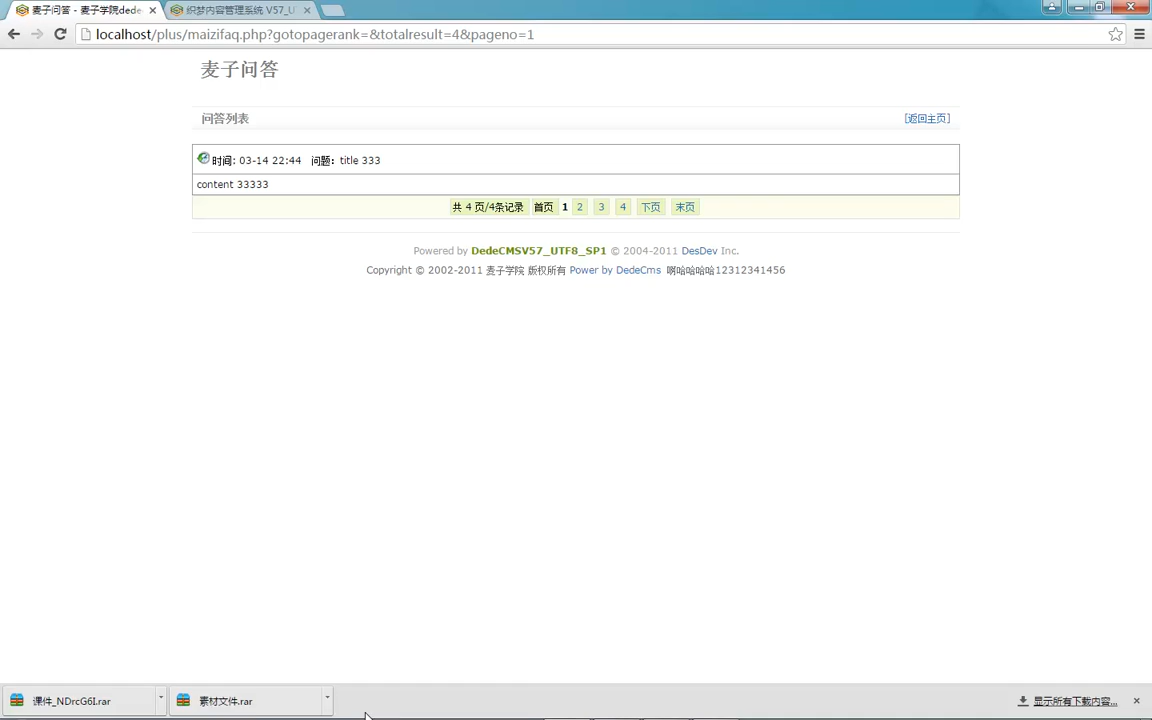 麦子问答 - 麦子学院dede
织梦内容管理系统 V57_U
localhost/plus/maizifaq.php?gotopagerank=&totalresult=4&pageno=1
麦子问答
问答列表
[返回主页]
时间: 03-14 22:44 问题: title 333
content 33333
共 4 页/4条记录 首页 1 2 3 4 下页 末页
Powered by DedeCMSV57_UTF8_SP1 © 2004-2011 DesDev Inc.
Copyright © 2002-2011 麦子学院 版权所有 Power by DedeCms 啊哈哈哈哈12312341456
课件_NDrcG6I.rar
素材文件.rar
显示所有下载内容...